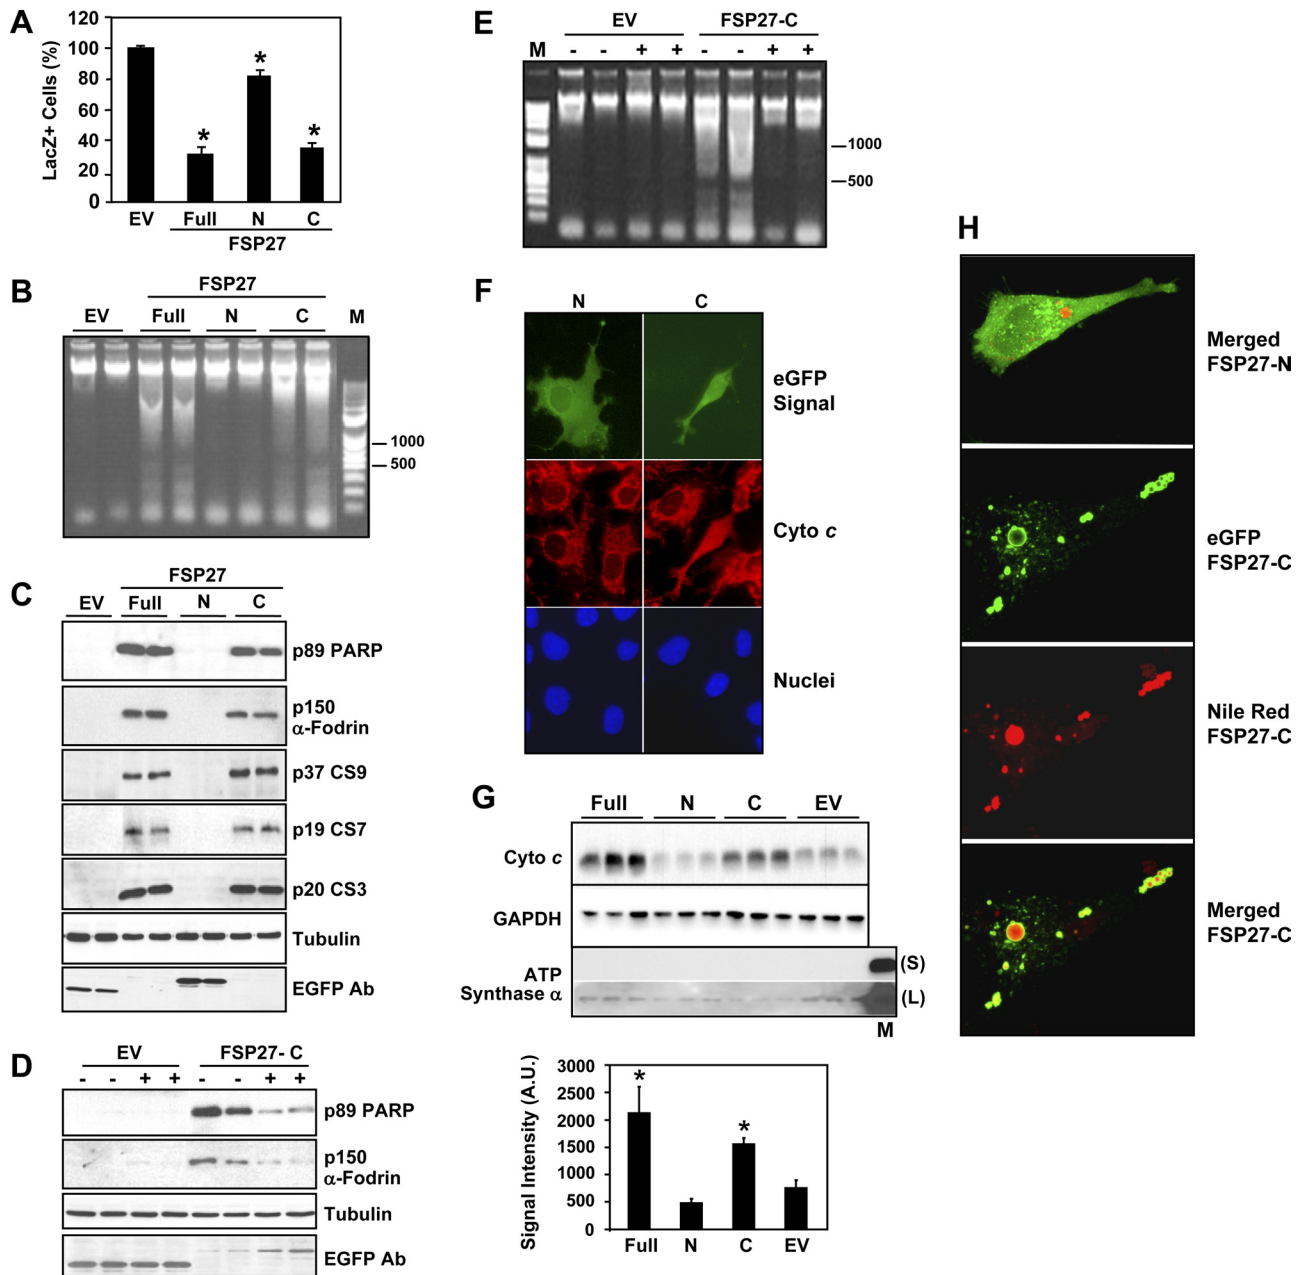 A
LacZ+ Cells (%)
120
100
80
60
40
20
0
*
*
*
EV Full N C
FSP27
B
FSP27
EV Full N C M
1000
500
C
FSP27
EV Full N C
p89 PARP
p150
α-Fodrin
p37 CS9
p19 CS7
p20 CS3
Tubulin
EGFP Ab
D
EV FSP27- C
- - + + - - + +
p89 PARP
p150
α-Fodrin
Tubulin
EGFP Ab
E
EV FSP27-C
M - - + + - - + +
1000
500
F
N C
eGFP
Signal
Cyto c
Nuclei
G
Full N C EV
Cyto c
GAPDH
ATP
Synthase α
(S)
(L)
M
Signal Intensity (A.U.)
3000
2500
2000
1500
1000
500
0
*
*
Full N C EV
H
Merged
FSP27-N
eGFP
FSP27-C
Nile Red
FSP27-C
Merged
FSP27-C